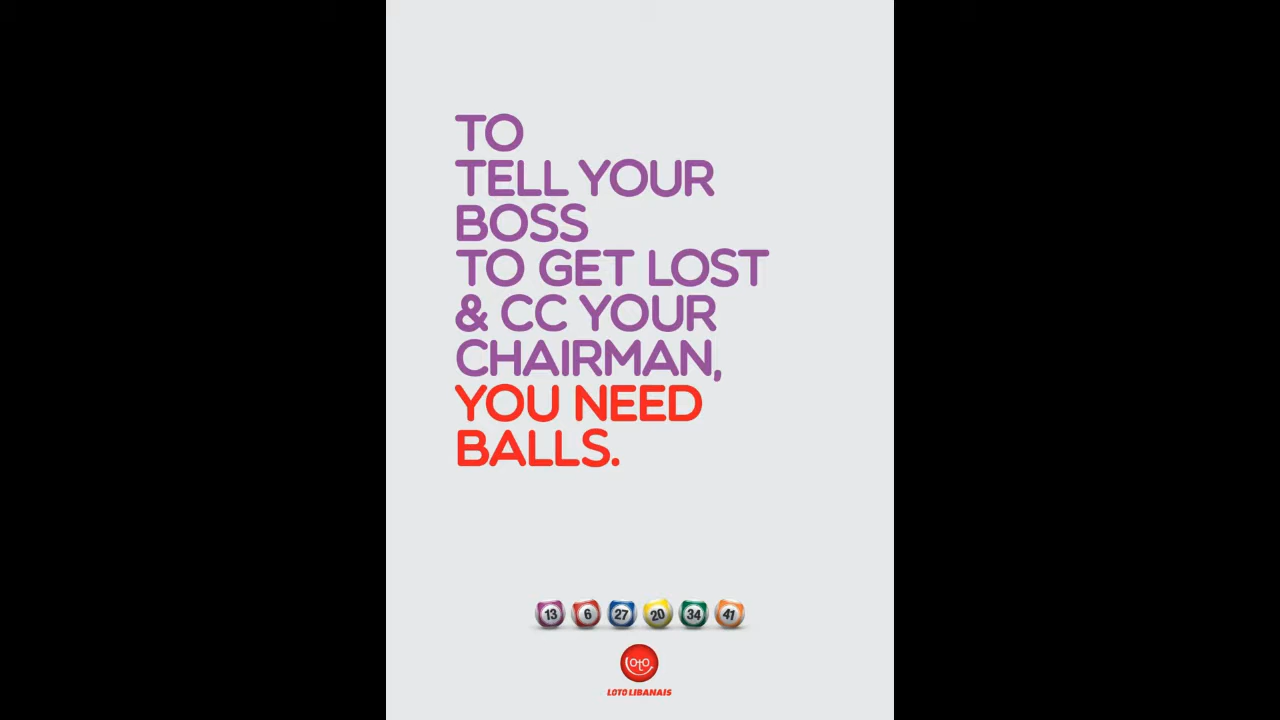 TO
TELL YOUR
BOSS
TO GET LOST
& CC YOUR
CHAIRMAN,
YOU NEED
BALLS.
13 6 27 20 34 41
LOTO
LOTO LIBANAIS